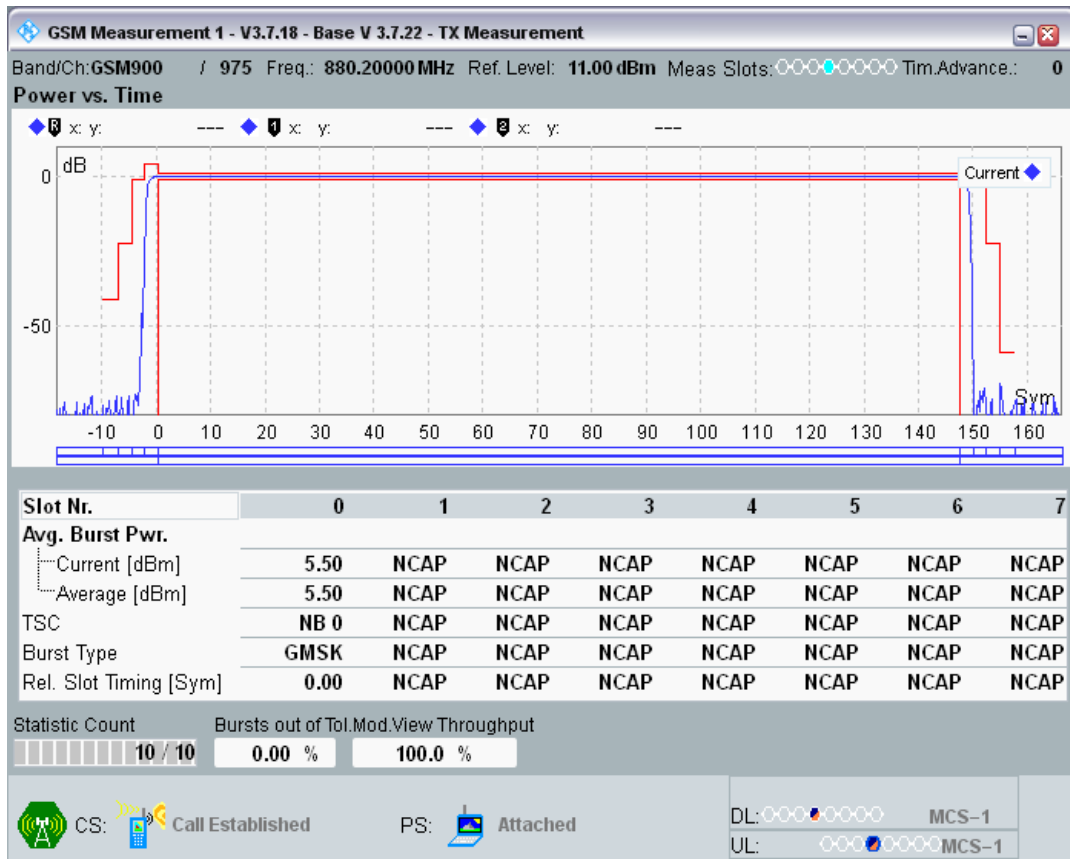 GSM Measurement 1 - V3.7.18 - Base V 3.7.22 - TX Measurement
Band/Ch:GSM900 / 975 Freq.: 880.20000 MHz Ref. Level: 11.00 dBm Meas Slots: Tim.Advance.: 0
Power vs. Time
R x: y: --- 1 x: y: --- 2 x: y: ---
dB
Current
0
-50
Sym
-10 0 10 20 30 40 50 60 70 80 90 100 110 120 130 140 150 160
Slot Nr. 0 1 2 3 4 5 6 7
Avg. Burst Pwr.
Current [dBm] 5.50 NCAP NCAP NCAP NCAP NCAP NCAP NCAP
Average [dBm] 5.50 NCAP NCAP NCAP NCAP NCAP NCAP NCAP
TSC NB 0 NCAP NCAP NCAP NCAP NCAP NCAP NCAP
Burst Type GMSK NCAP NCAP NCAP NCAP NCAP NCAP NCAP
Rel. Slot Timing [Sym] 0.00 NCAP NCAP NCAP NCAP NCAP NCAP NCAP
Statistic Count Bursts out of Tol.Mod.View Throughput
10 / 10 0.00 % 100.0 %
CS: Call Established PS: Attached
DL: MCS-1
UL: MCS-1